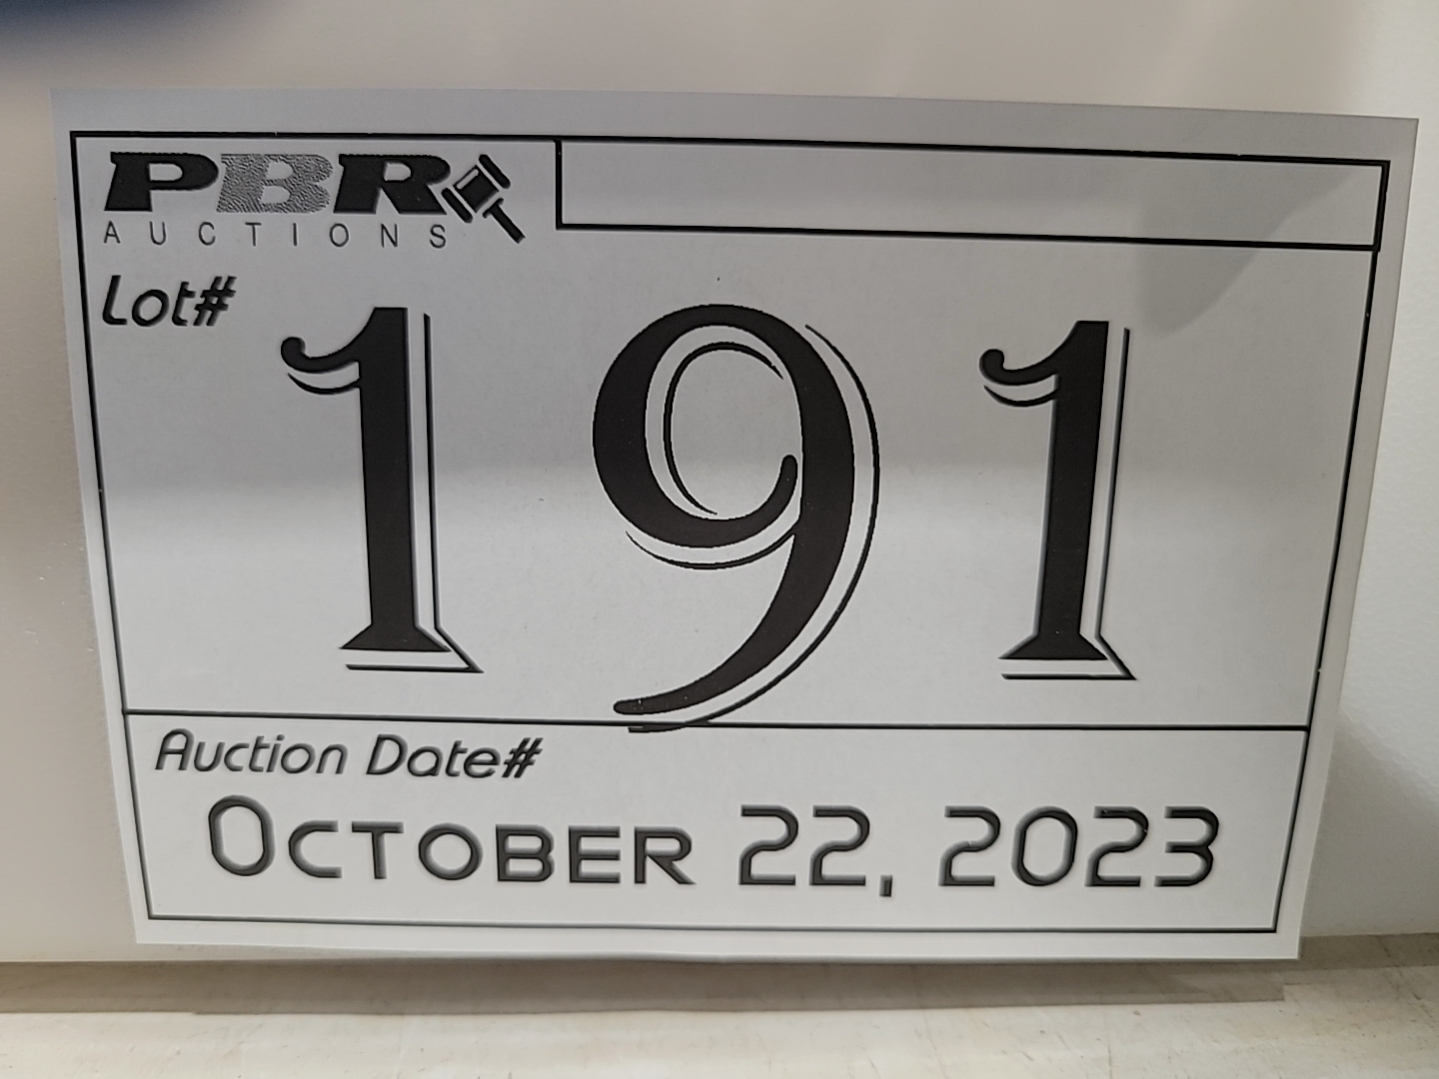 PBR
AUCTIONS
Lot#
191
Auction Date#
October 22, 2023